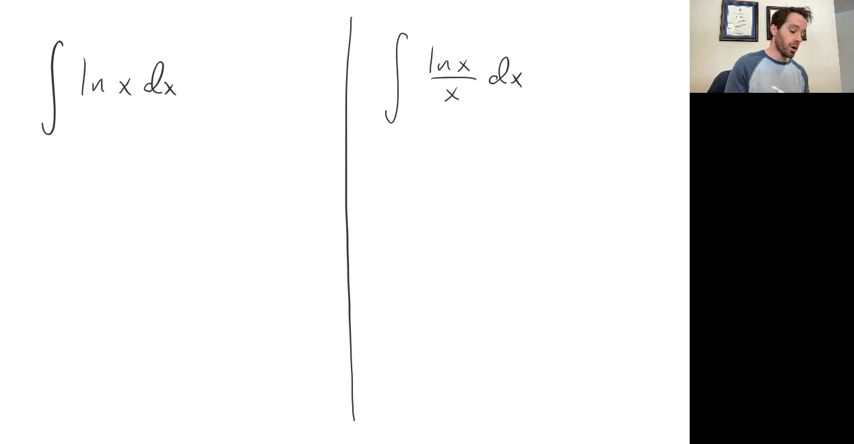 ∫ ln x dx
∫ ln x / x dx